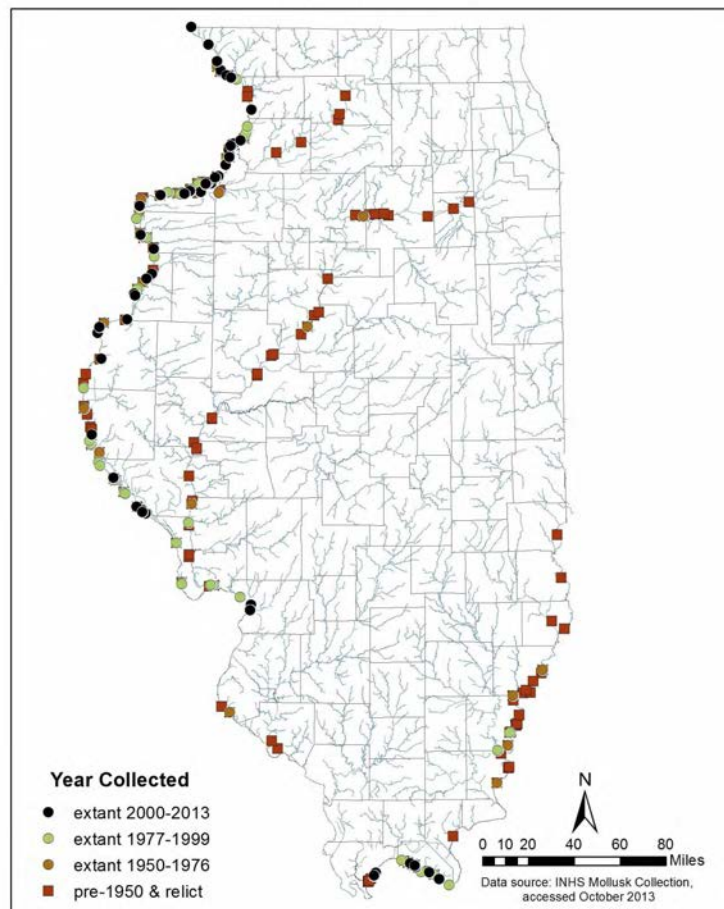 Year Collected
extant 2000-2013
extant 1977-1999
extant 1950-1976
pre-1950 & relict
N
0 10 20 40 60 80
Miles
Data source: INHS Mollusk Collection,
accessed October 2013